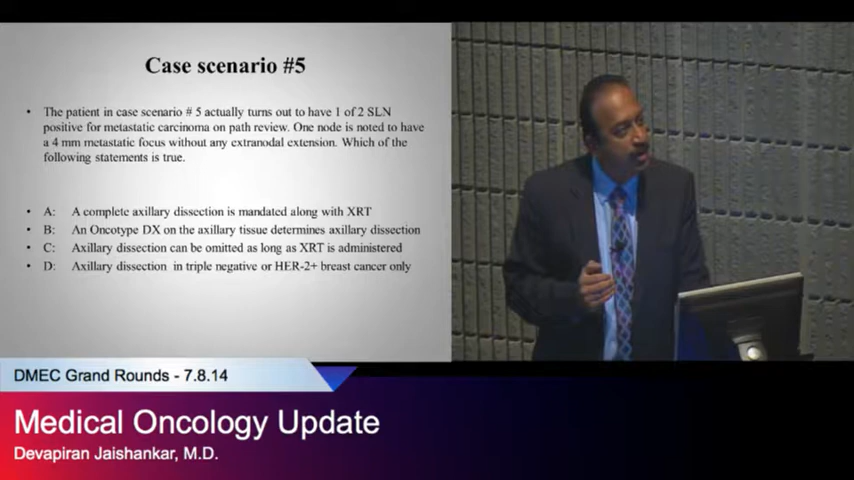 Case scenario #5
• The patient in case scenario # 5 actually turns out to have 1 of 2 SLN
positive for metastatic carcinoma on path review. One node is noted to have
a 4 mm metastatic focus without any extranodal extension. Which of the
following statements is true.
• A: A complete axillary dissection is mandated along with XRT
• B: An Oncotype DX on the axillary tissue determines axillary dissection
• C: Axillary dissection can be omitted as long as XRT is administered
• D: Axillary dissection in triple negative or HER-2+ breast cancer only
DMEC Grand Rounds - 7.8.14
Medical Oncology Update
Devapiran Jaishankar, M.D.